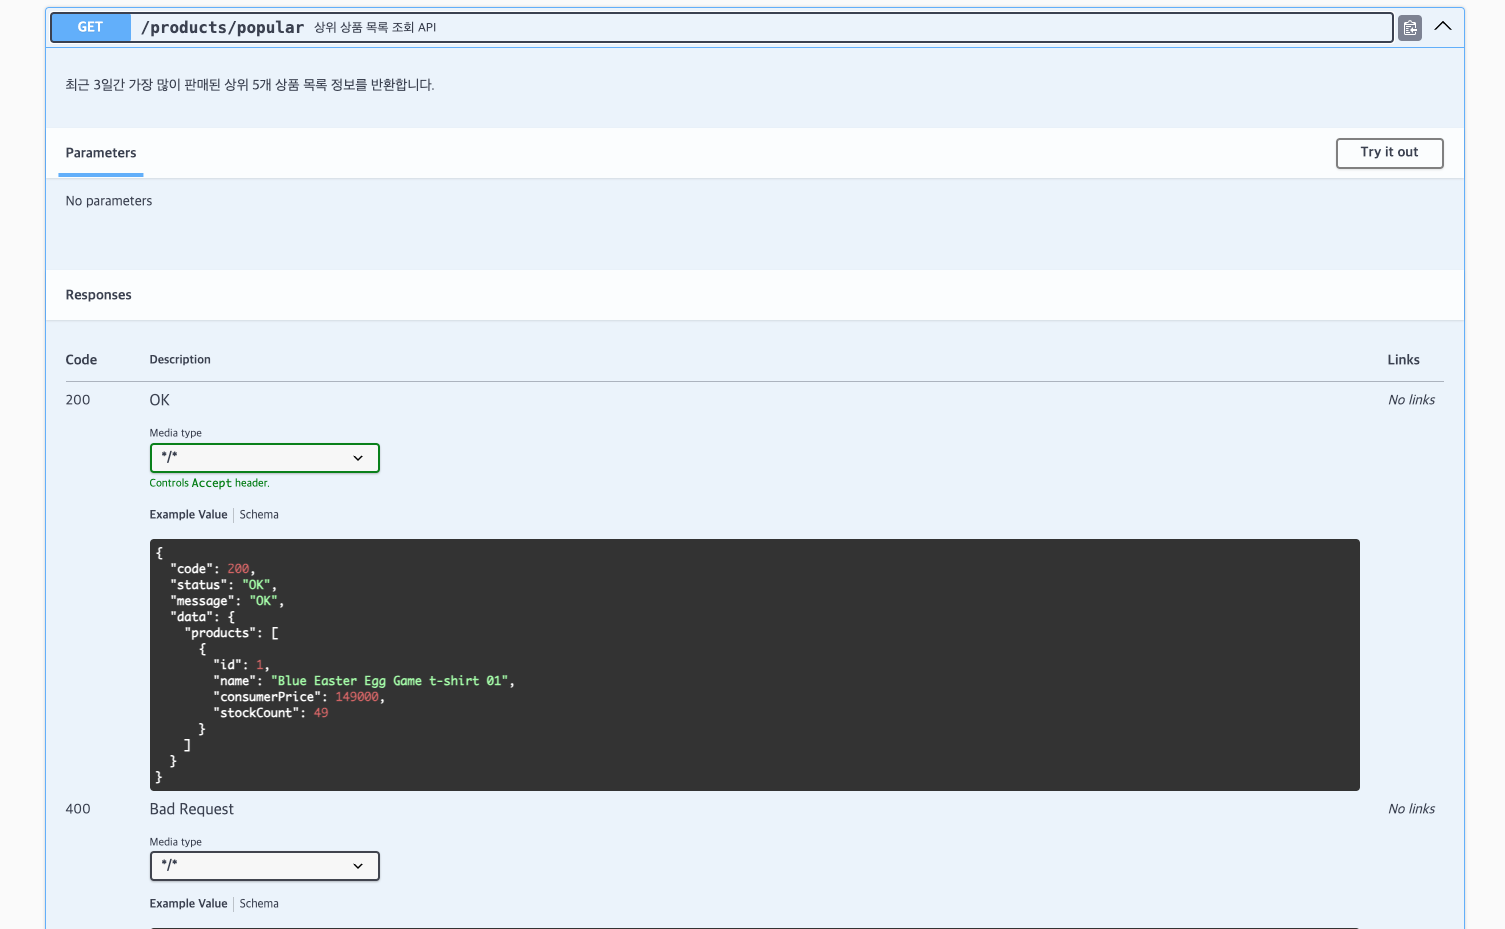 GET /products/popular 상위 상품 목록 조회 API
최근 3일간 가장 많이 판매된 상위 5개 상품 목록 정보를 반환합니다.
Parameters
Try it out
No parameters
Responses
Code Description Links
200 OK No links
Media type
*/*
Controls Accept header.
Example Value Schema
{
  "code": 200,
  "status": "OK",
  "message": "OK",
  "data": {
    "products": [
      {
        "id": 1,
        "name": "Blue Easter Egg Game t-shirt 01",
        "consumerPrice": 149000,
        "stockCount": 49
      }
    ]
  }
}
400 Bad Request No links
Media type
*/*
Example Value Schema